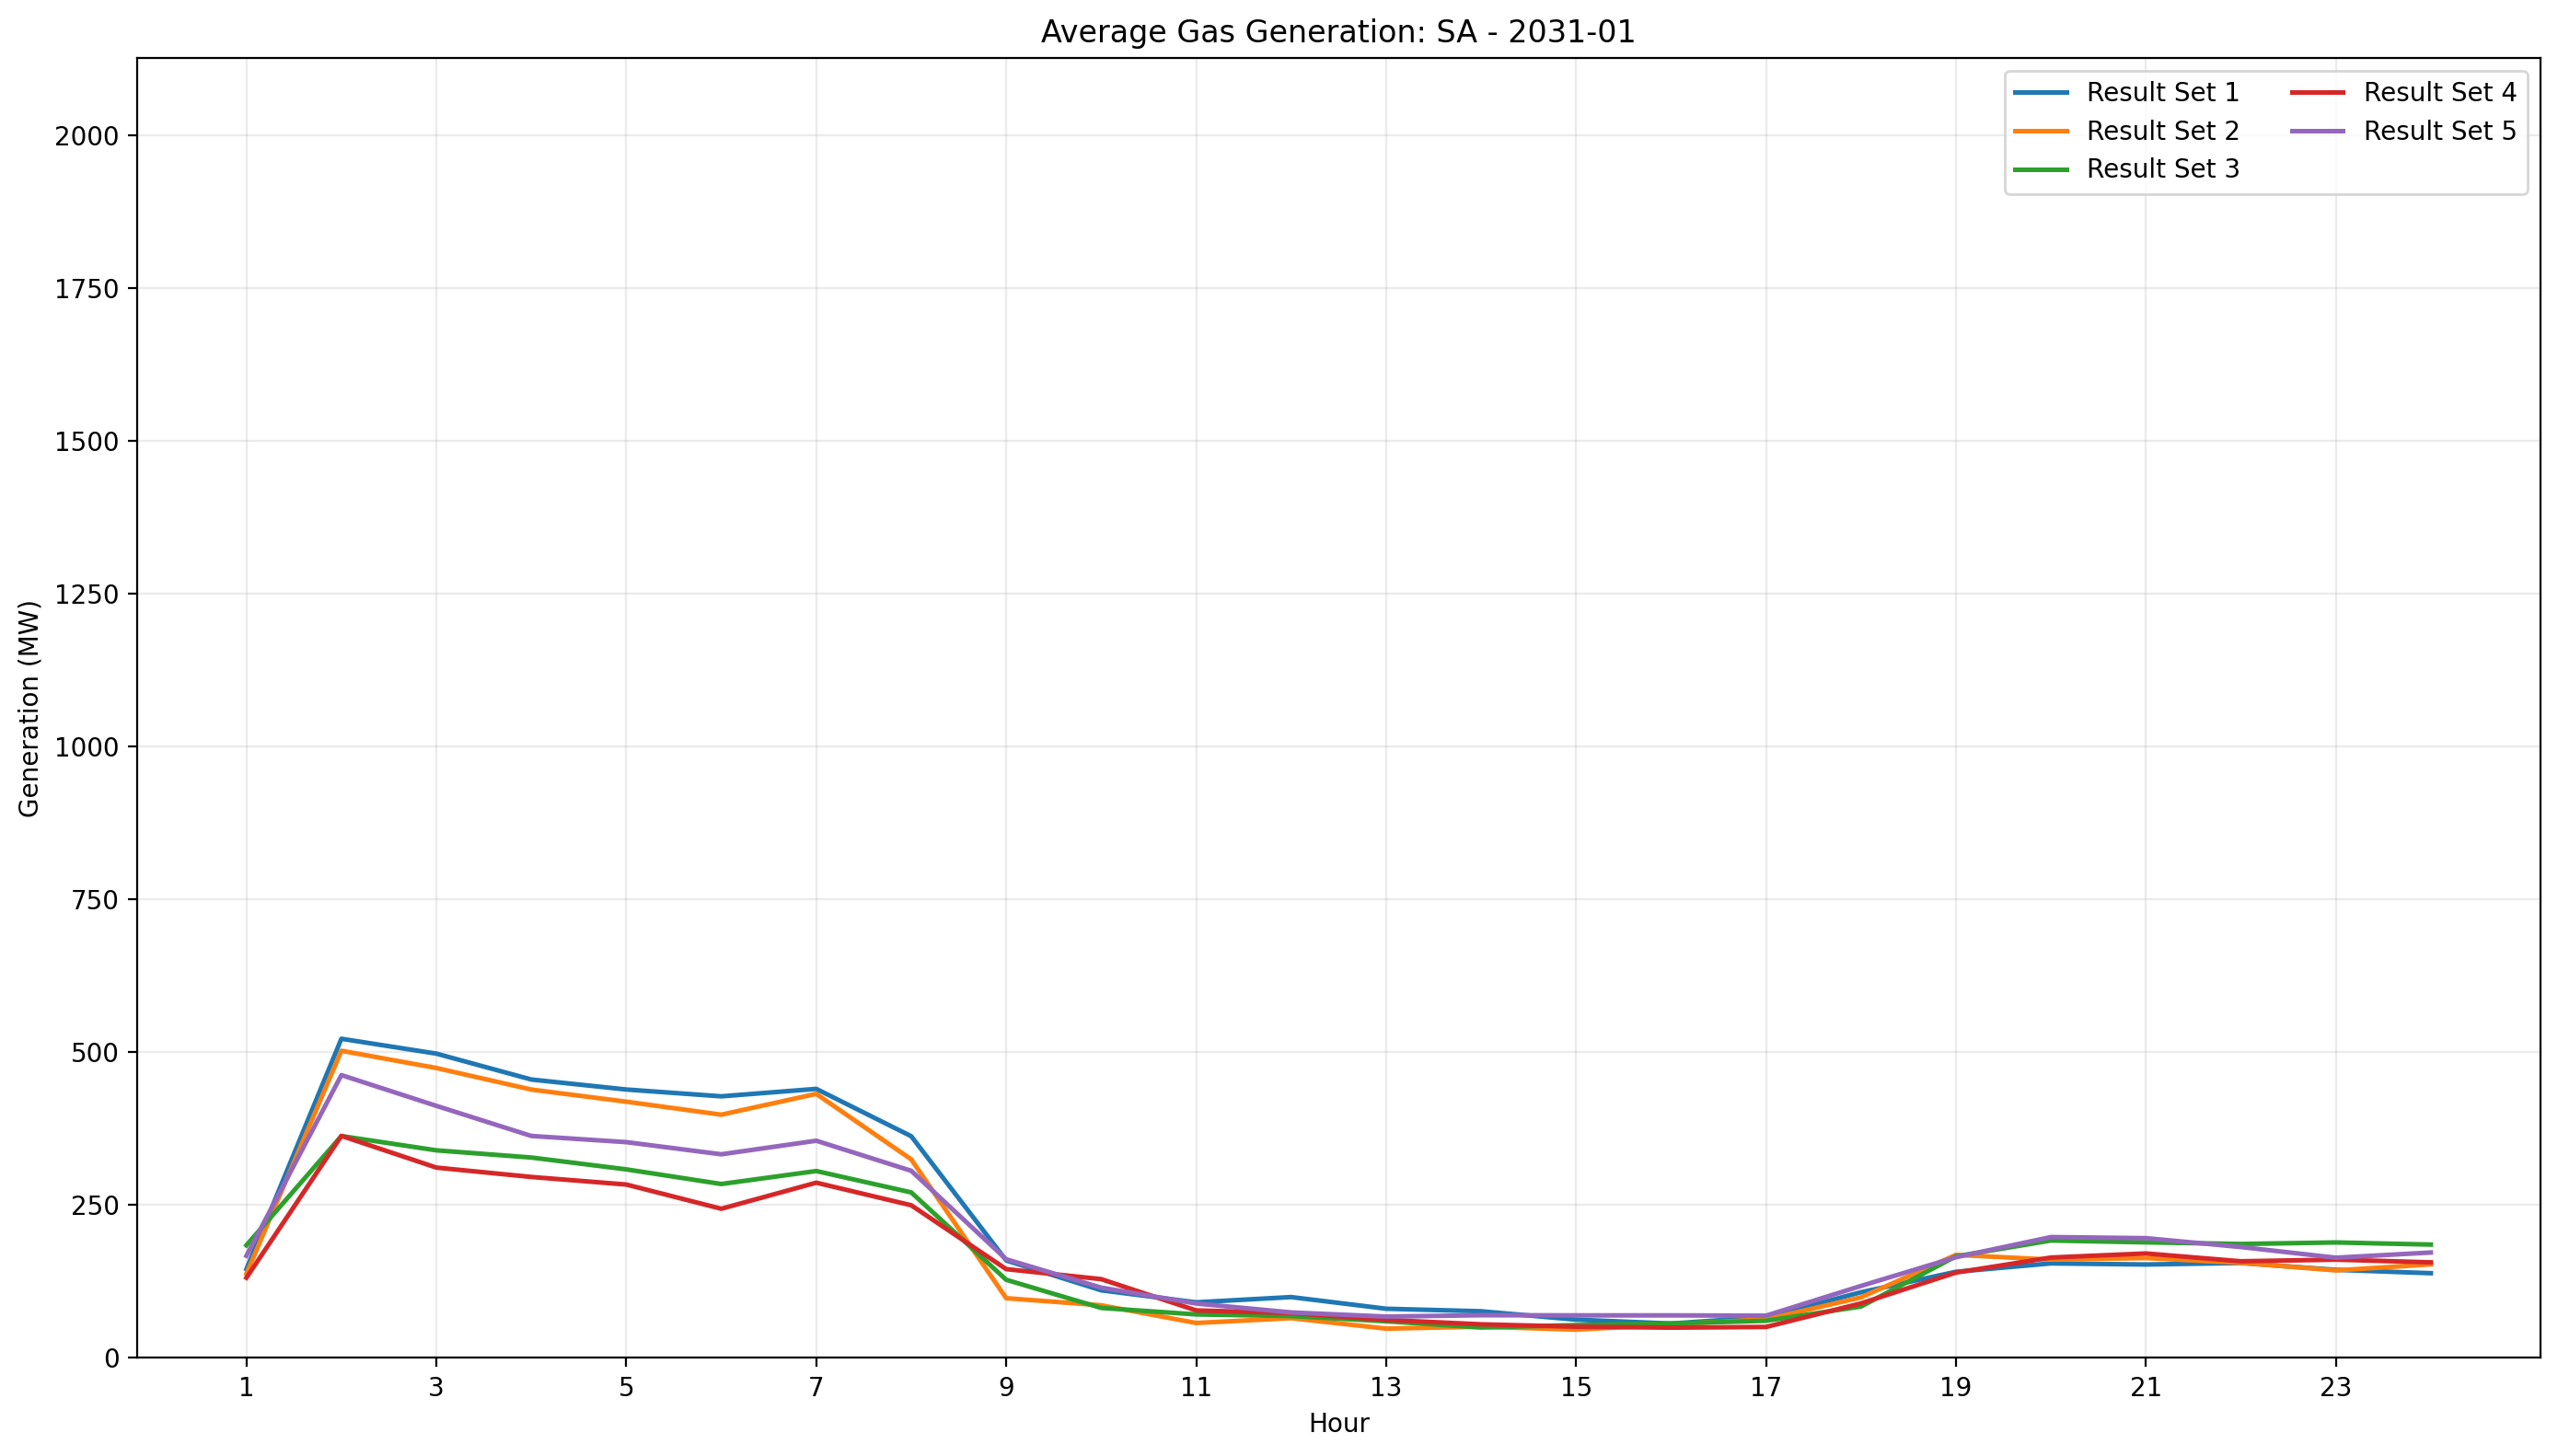 Average Gas Generation: SA - 2031-01
Result Set 1
Result Set 2
Result Set 3
Result Set 4
Result Set 5
Generation (MW)
2000
1750
1500
1250
1000
750
500
250
0
1 3 5 7 9 11 13 15 17 19 21 23
Hour